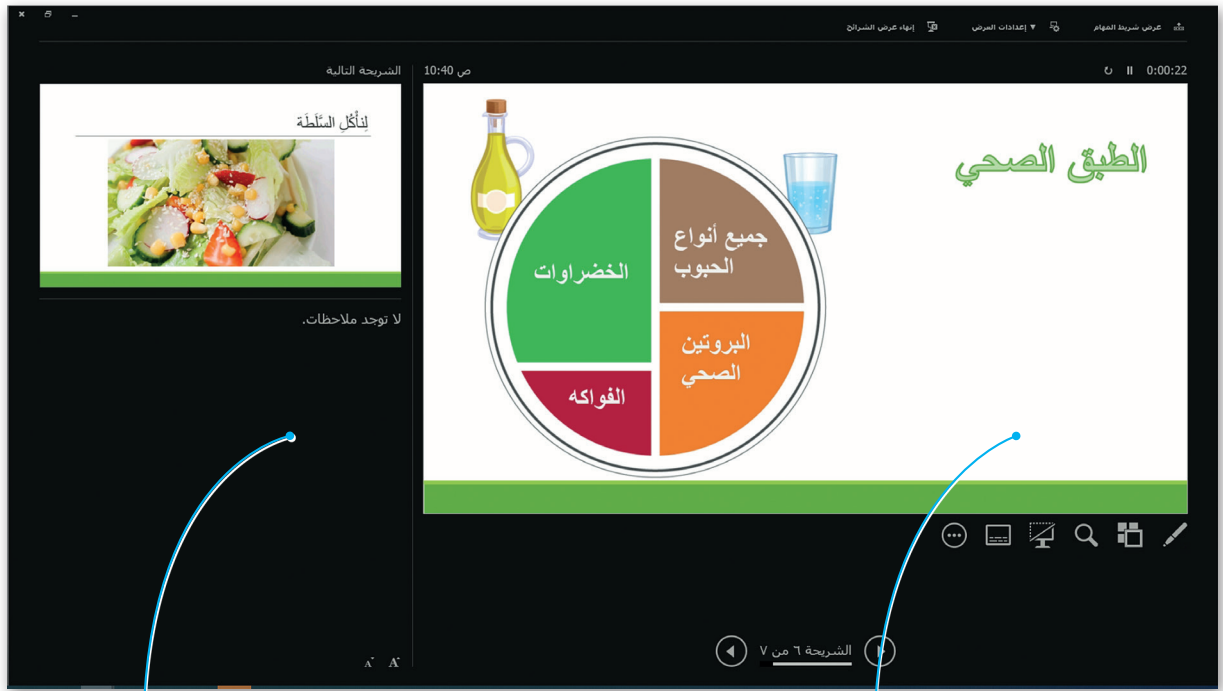 عرض شريط المهام
إعدادات العرض ▼
إنهاء عرض الشرائح
0:00:22
10:40 ص
الشريحة التالية
الطبق الصحي
جميع أنواع
الحبوب
الخضراوات
البروتين
الصحي
الفواكه
لِنأْكُلِ السَّلَطَة
لا توجد ملاحظات.
الشريحة ٦ من ٧
A A